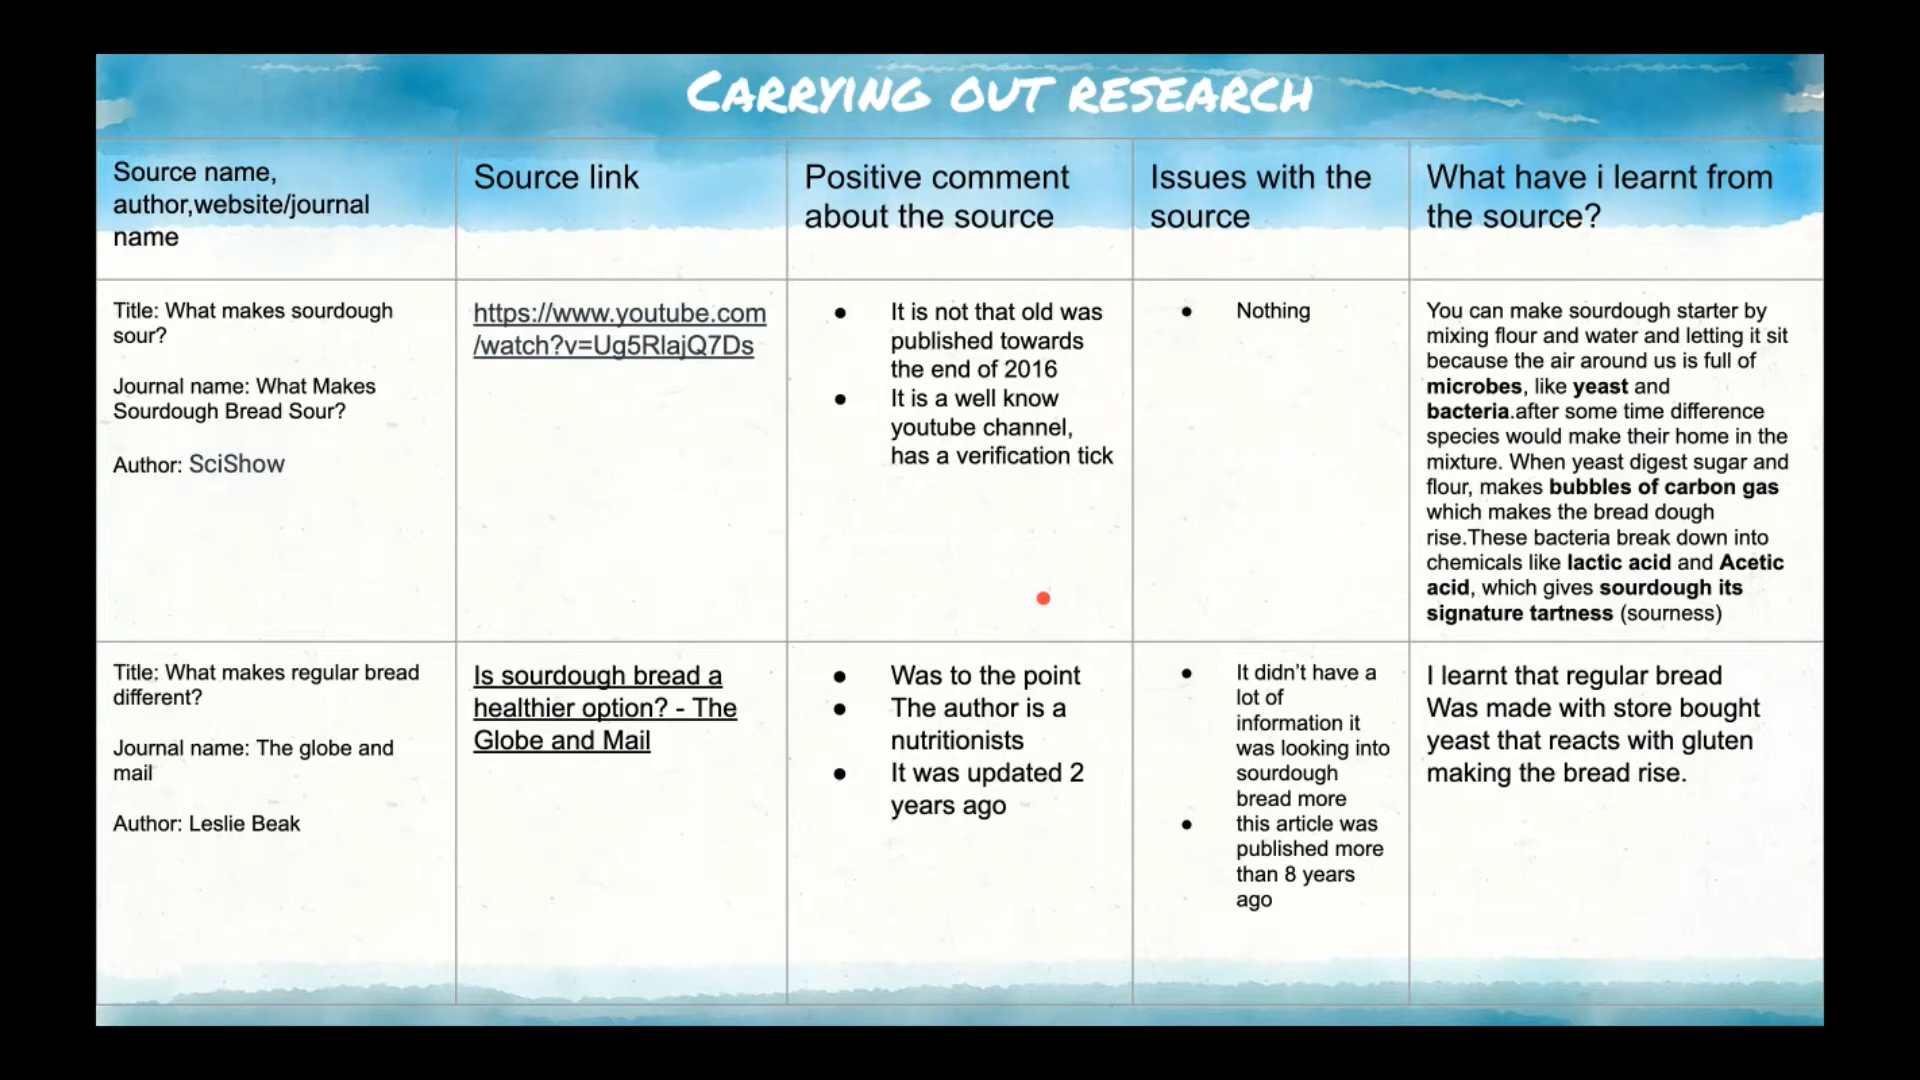 CARRYING OUT RESEARCH
Source name,
author,website/journal
name
Source link
Positive comment
about the source
Issues with the
source
What have i learnt from
the source?
Title: What makes sourdough
sour?
Journal name: What Makes
Sourdough Bread Sour?
Author: SciShow
https://www.youtube.com
/watch?v=Ug5RlajQ7Ds
● It is not that old was
published towards
the end of 2016
● It is a well know
youtube channel,
has a verification tick
● Nothing
You can make sourdough starter by
mixing flour and water and letting it sit
because the air around us is full of
microbes, like yeast and
bacteria.after some time difference
species would make their home in the
mixture. When yeast digest sugar and
flour, makes bubbles of carbon gas
which makes the bread dough
rise.These bacteria break down into
chemicals like lactic acid and Acetic
acid, which gives sourdough its
signature tartness (sourness)
Title: What makes regular bread
different?
Journal name: The globe and
mail
Author: Leslie Beak
Is sourdough bread a
healthier option? - The
Globe and Mail
● Was to the point
● The author is a
nutritionists
● It was updated 2
years ago
● It didn't have a
lot of
information it
was looking into
sourdough
bread more
● this article was
published more
than 8 years
ago
I learnt that regular bread
Was made with store bought
yeast that reacts with gluten
making the bread rise.